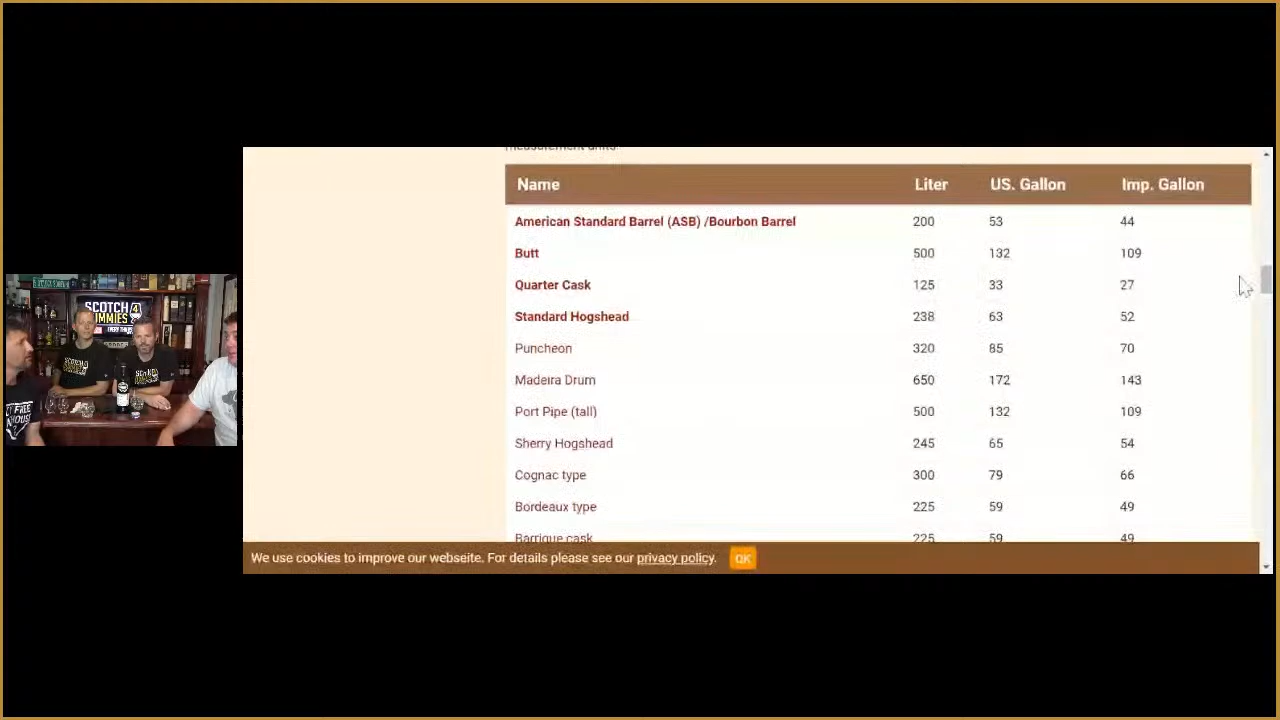 Name Liter US. Gallon Imp. Gallon
American Standard Barrel (ASB) /Bourbon Barrel 200 53 44
Butt 500 132 109
Quarter Cask 125 33 27
Standard Hogshead 238 63 52
Puncheon 320 85 70
Madeira Drum 650 172 143
Port Pipe (tall) 500 132 109
Sherry Hogshead 245 65 54
Cognac type 300 79 66
Bordeaux type 225 59 49
Barrique cask 225 59 49
We use cookies to improve our webseite. For details please see our privacy policy. OK
SCOTCH 4
DUMMIES